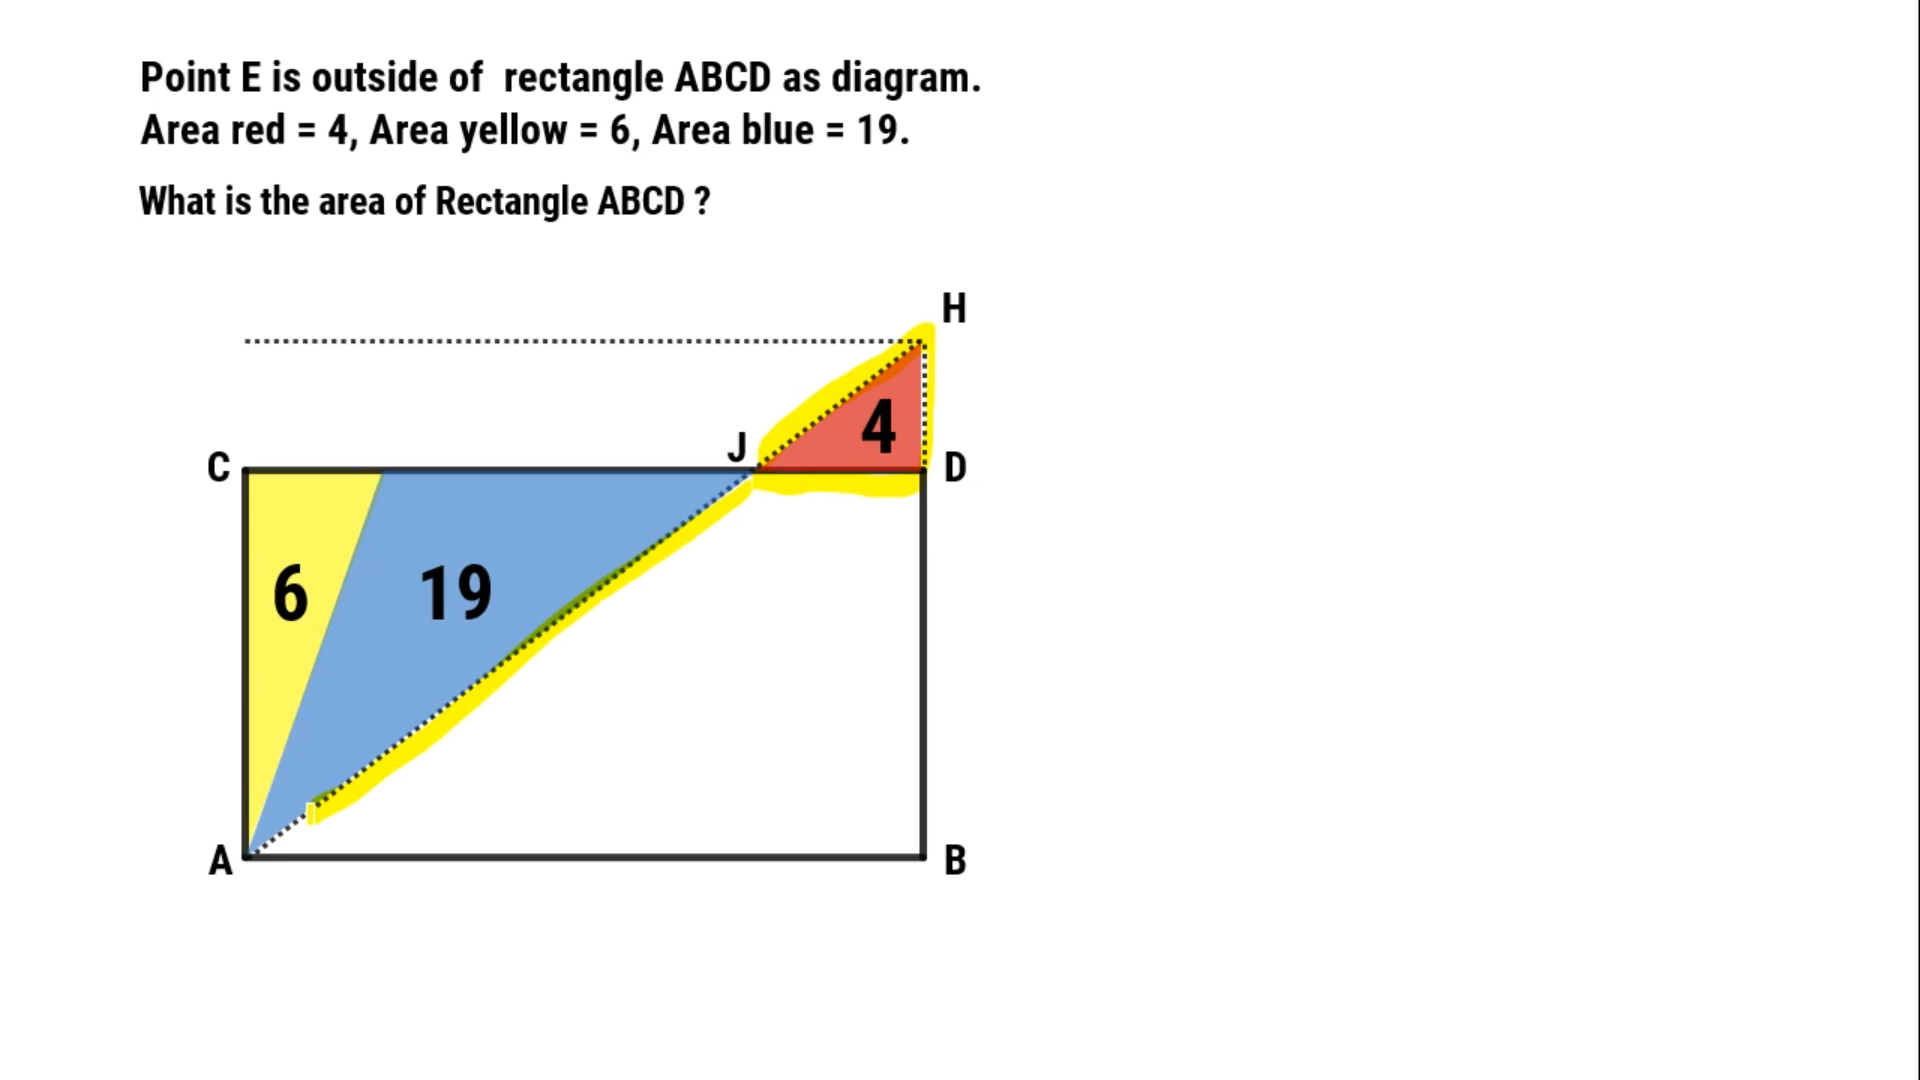 Point E is outside of rectangle ABCD as diagram.
Area red = 4, Area yellow = 6, Area blue = 19.
What is the area of Rectangle ABCD ?
H
4
J
C
D
6
19
A
B